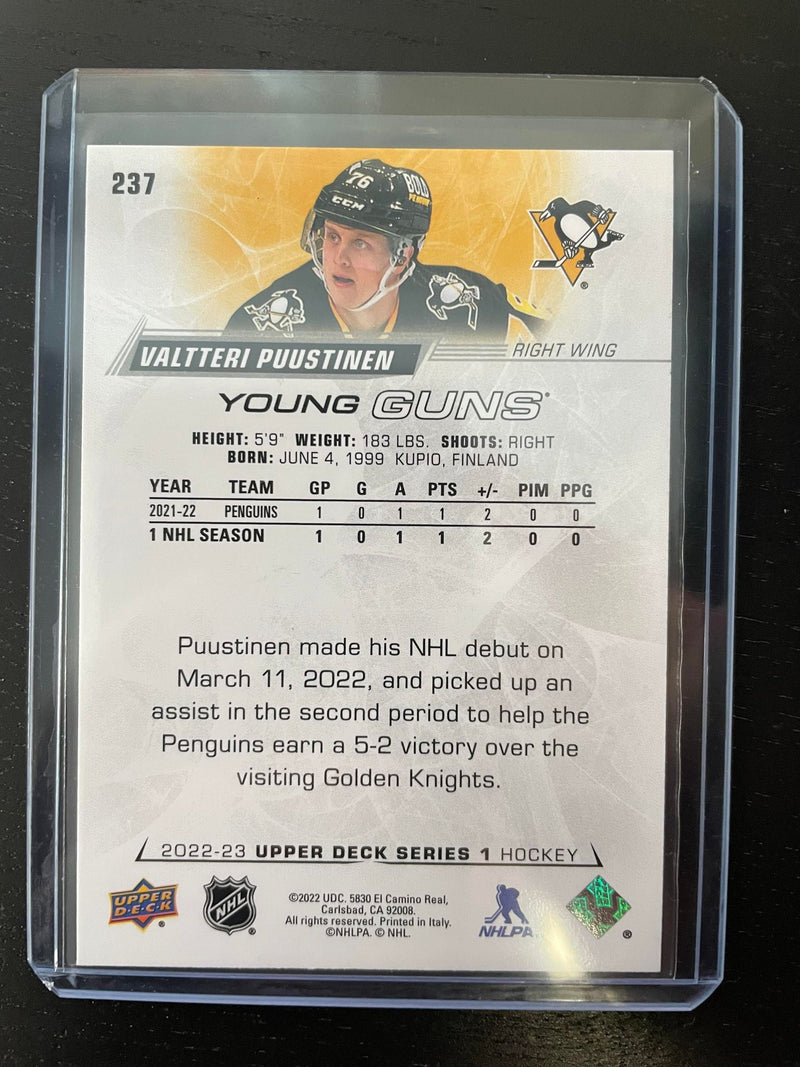 237
76
BOLD
PENGUIN
CCM
VALTTERI PUUSTINEN
RIGHT WING
YOUNG GUNS®
HEIGHT: 5'9" WEIGHT: 183 LBS. SHOOTS: RIGHT
BORN: JUNE 4, 1999 KUPIO, FINLAND
YEAR TEAM GP G A PTS +/- PIM PPG
2021-22 PENGUINS 1 0 1 1 2 0 0
1 NHL SEASON 1 0 1 1 2 0 0
Puustinen made his NHL debut on
March 11, 2022, and picked up an
assist in the second period to help the
Penguins earn a 5-2 victory over the
visiting Golden Knights.
2022-23 UPPER DECK SERIES 1 HOCKEY
UPPER
D·E·C·K
NHL
©2022 UDC. 5830 El Camino Real,
Carlsbad, CA 92008.
All rights reserved. Printed in Italy.
©NHLPA. © NHL.
NHLPA